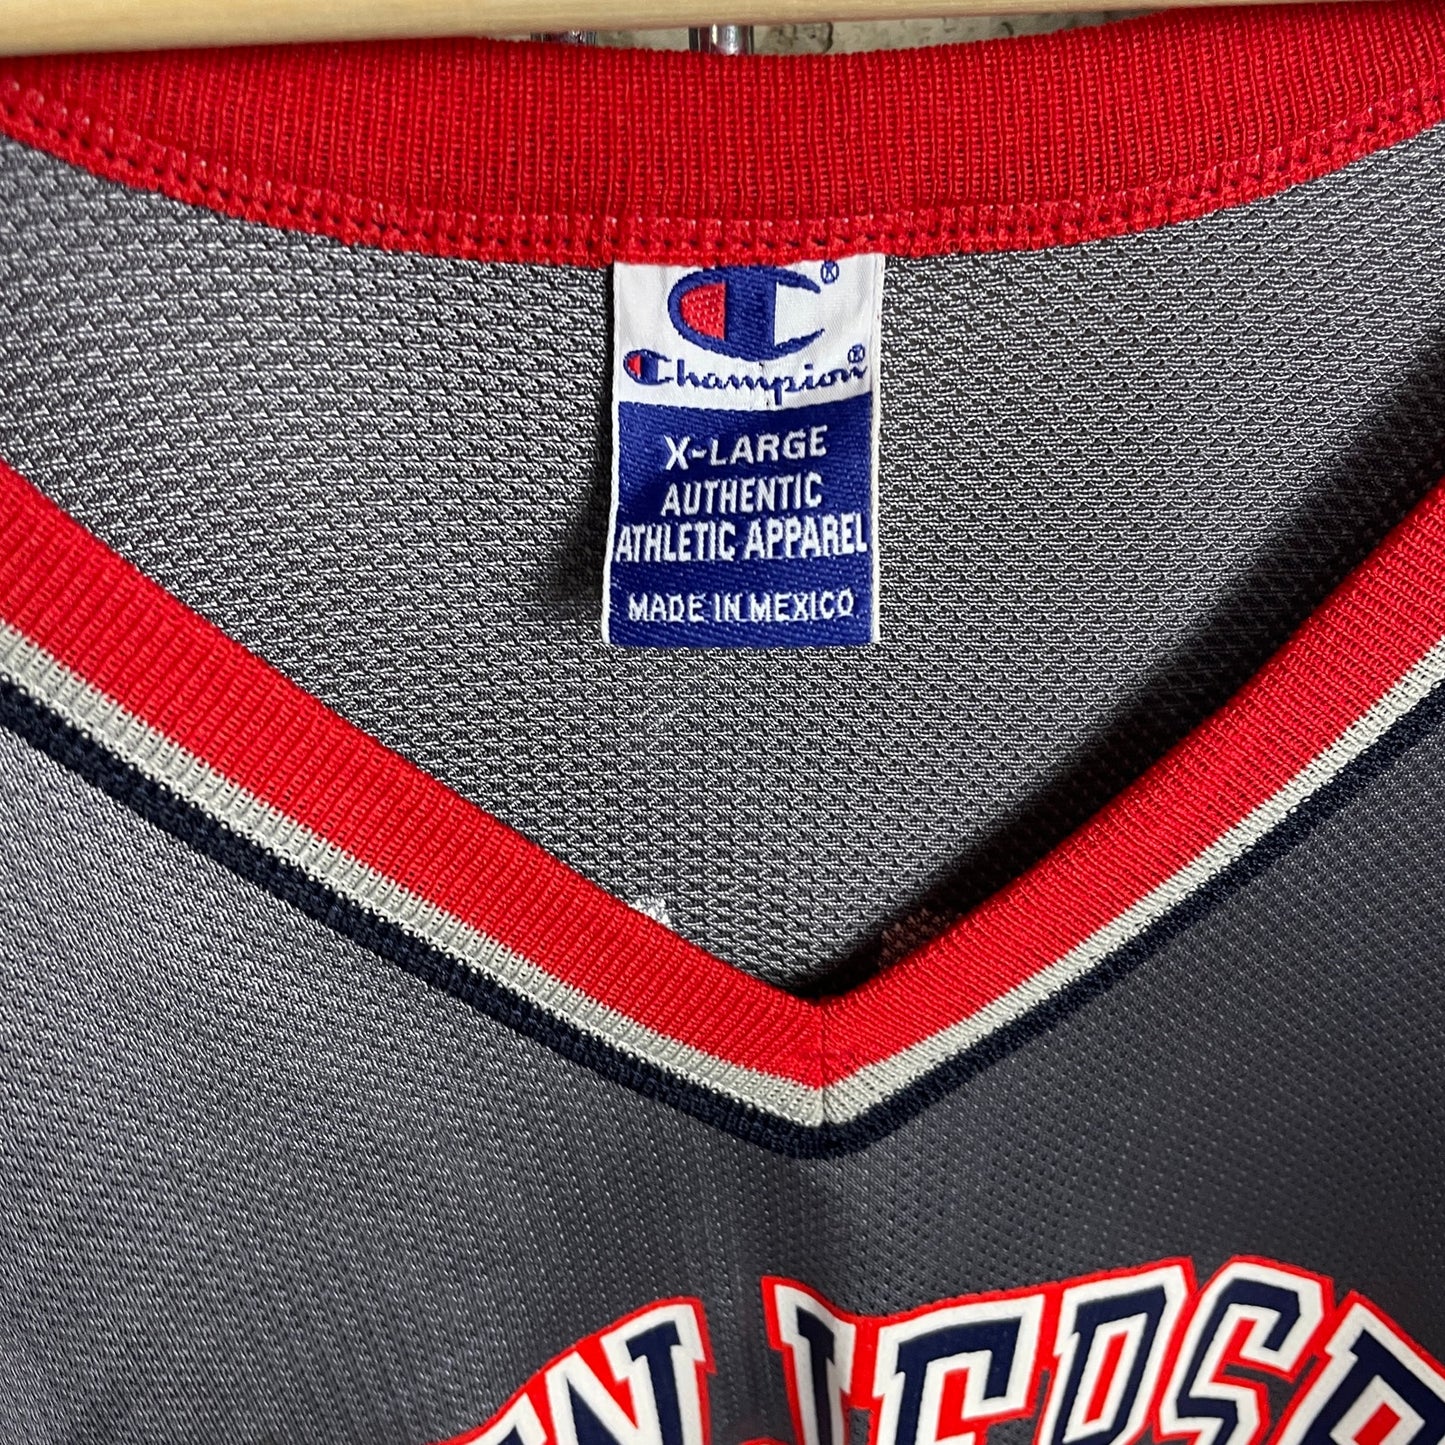 ®
Champion®
X-LARGE
AUTHENTIC
ATHLETIC APPAREL
MADE IN MEXICO